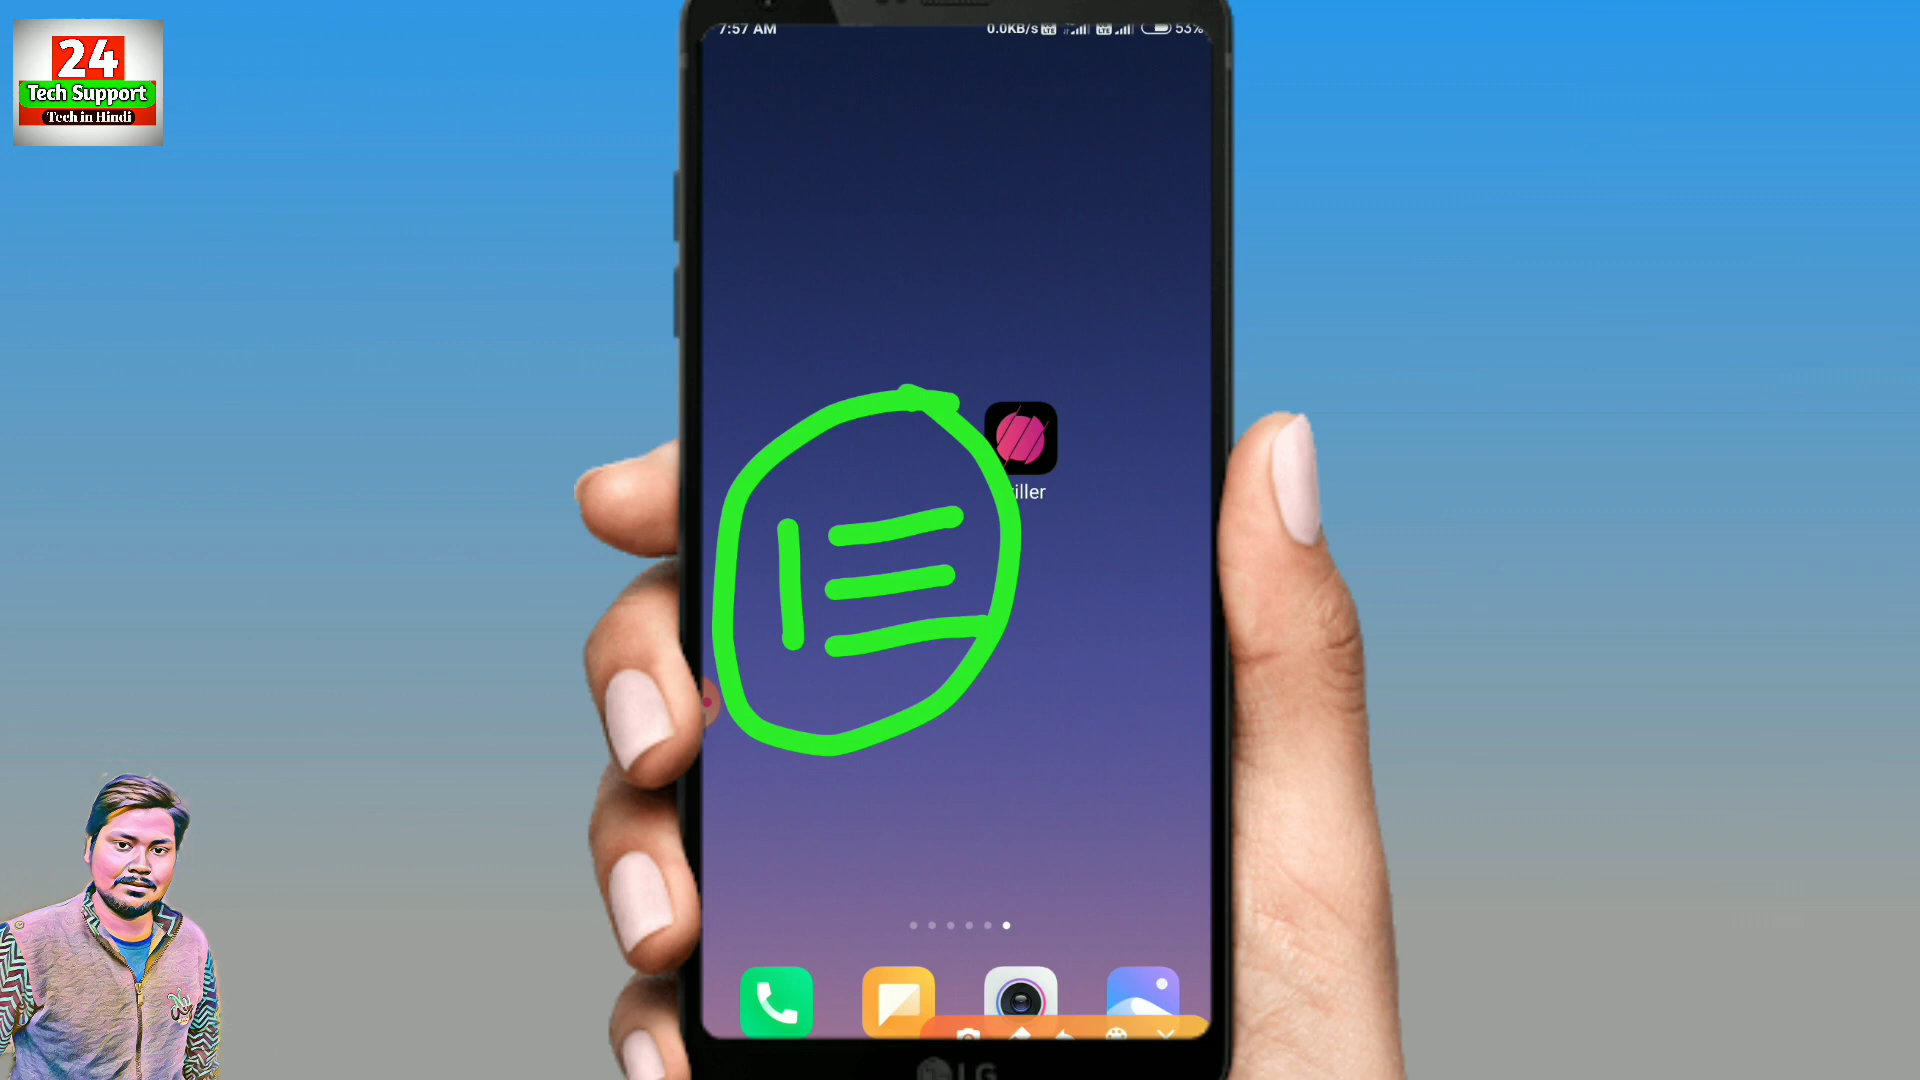 24
Tech Support
Tech in Hindi
7:57 AM
0.0KB/s
53%
iller
LG